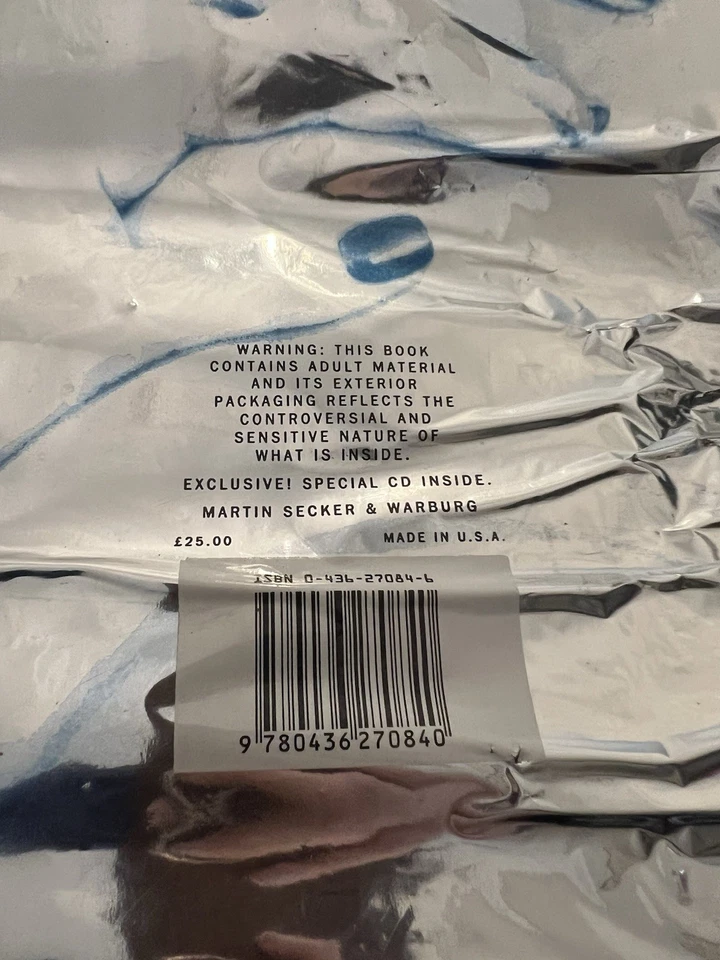 WARNING: THIS BOOK
CONTAINS ADULT MATERIAL
AND ITS EXTERIOR
PACKAGING REFLECTS THE
CONTROVERSIAL AND
SENSITIVE NATURE OF
WHAT IS INSIDE.
EXCLUSIVE! SPECIAL CD INSIDE.
MARTIN SECKER & WARBURG
£25.00 MADE IN U.S.A.
ISBN 0-436-27084-6
9 780436 270840